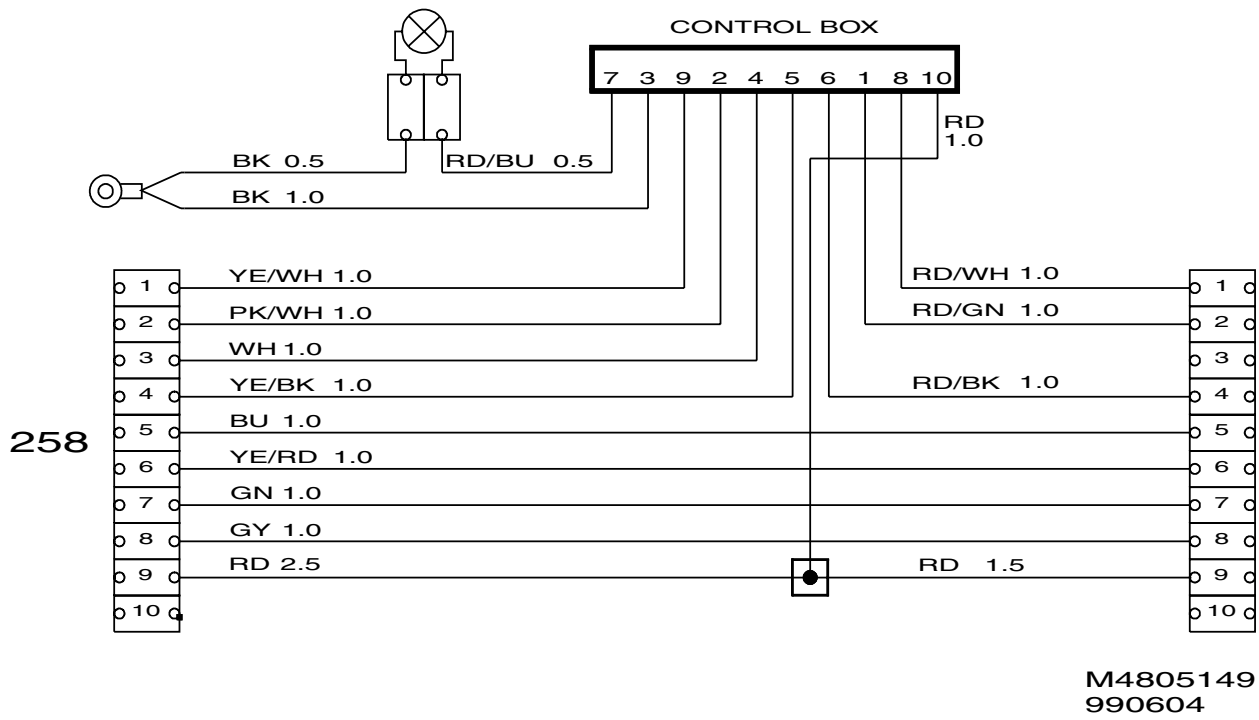 CONTROL BOX
7 3 9 2 4 5 6 1 8 10
RD
1.0
BK 0.5
RD/BU 0.5
BK 1.0
1 YE/WH 1.0 RD/WH 1.0 1
2 PK/WH 1.0 RD/GN 1.0 2
3 WH 1.0 3
4 YE/BK 1.0 RD/BK 1.0 4
258
5 BU 1.0 5
6 YE/RD 1.0 6
7 GN 1.0 7
8 GY 1.0 8
9 RD 2.5 RD 1.5 9
10 10
M4805149
990604